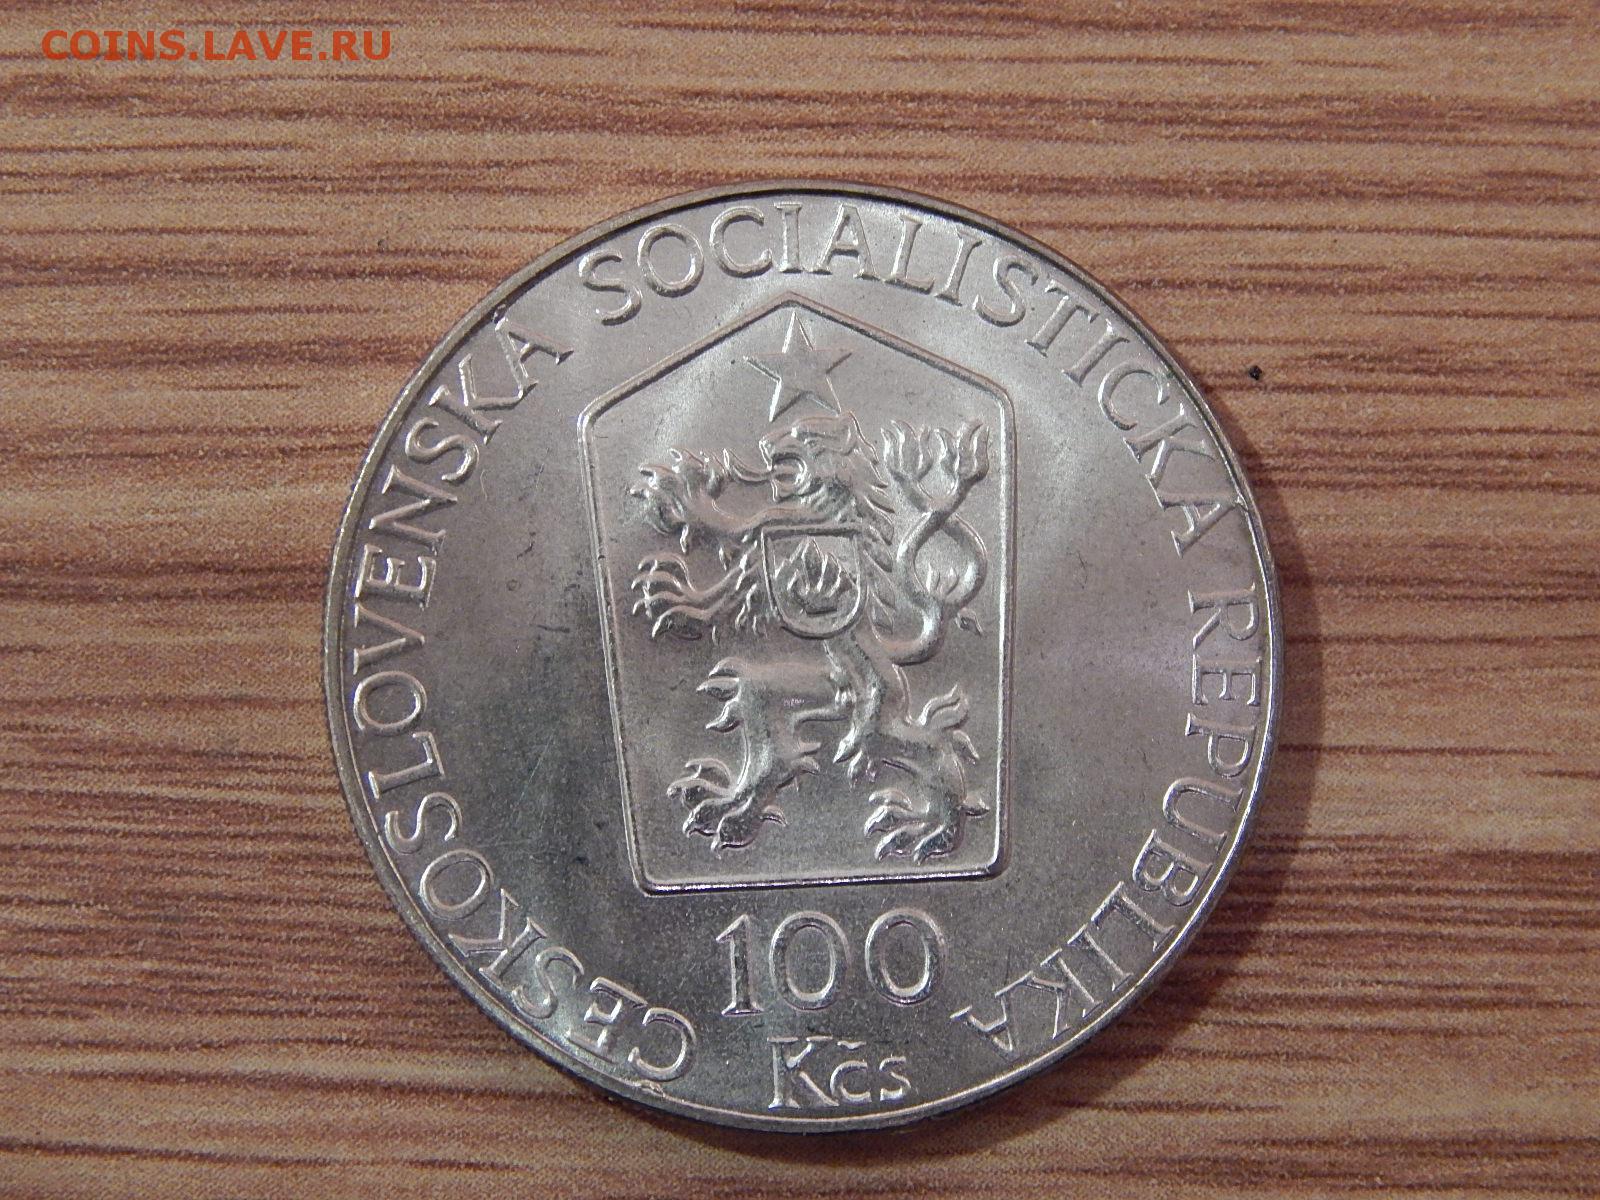 COINS.LAVE.RU
ČESKOSLOVENSKÁ SOCIALISTICKÁ REPUBLIKA
100
Kčs